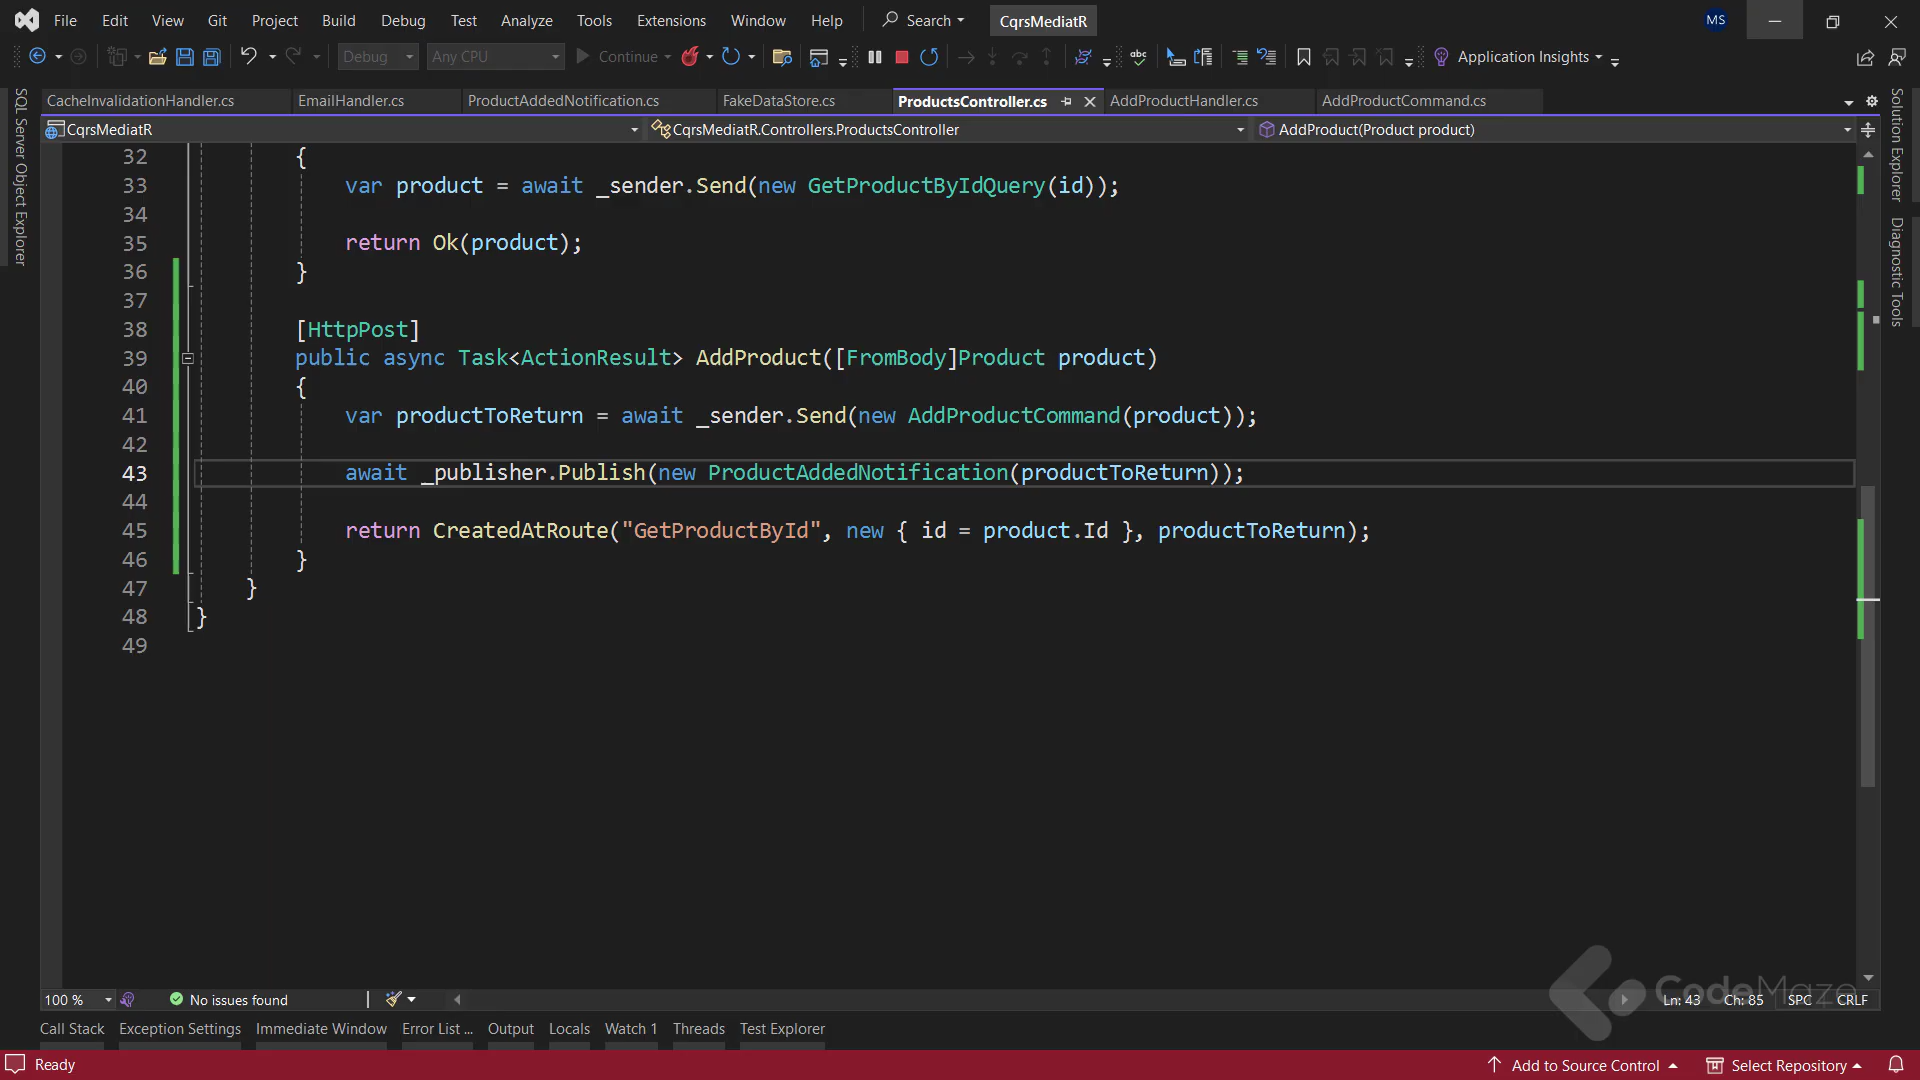 File Edit View Git Project Build Debug Test Analyze Tools Extensions Window Help Search CqrsMediatR MS
Debug Any CPU Continue Application Insights
CacheInvalidationHandler.cs EmailHandler.cs ProductAddedNotification.cs FakeDataStore.cs ProductsController.cs AddProductHandler.cs AddProductCommand.cs
CqrsMediatR CqrsMediatR.Controllers.ProductsController AddProduct(Product product)
SQL Server Object Explorer
Solution Explorer
Diagnostic Tools
32 {
33 var product = await _sender.Send(new GetProductByIdQuery(id));
34
35 return Ok(product);
36 }
37
38 [HttpPost]
39 public async Task<ActionResult> AddProduct([FromBody]Product product)
40 {
41 var productToReturn = await _sender.Send(new AddProductCommand(product));
42
43 await _publisher.Publish(new ProductAddedNotification(productToReturn));
44
45 return CreatedAtRoute("GetProductById", new { id = product.Id }, productToReturn);
46 }
47 }
48 }
49
CodeMaze
100 % No issues found Ln: 43 Ch: 85 SPC CRLF
Call Stack Exception Settings Immediate Window Error List ... Output Locals Watch 1 Threads Test Explorer
Ready Add to Source Control Select Repository